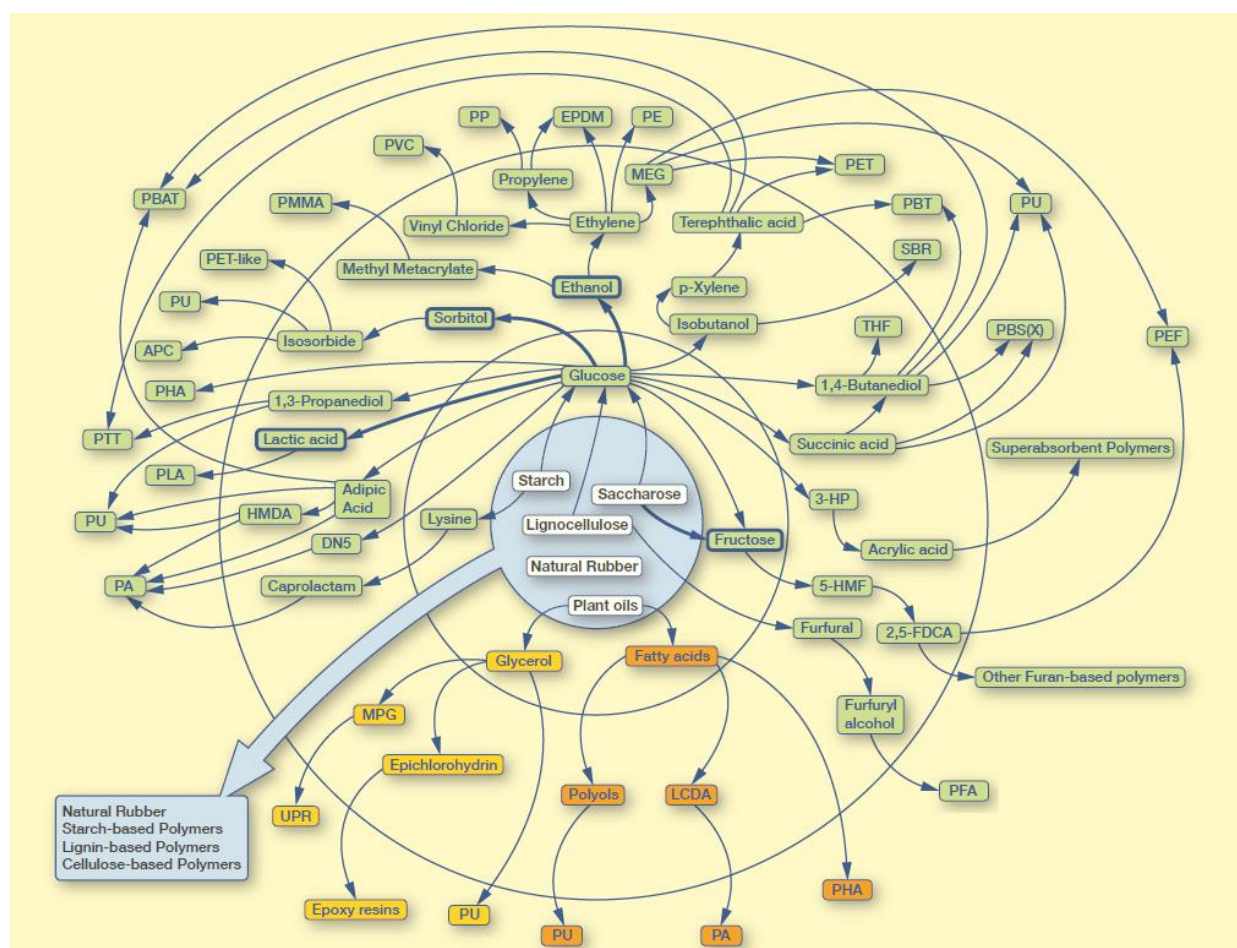 PP
EPDM
PE
PVC
MEG
PET
Propylene
PBAT
PMMA
PBT
PU
Vinyl Chloride
Ethylene
Terephthalic acid
SBR
PET-like
Methyl Metacrylate
Ethanol
p-Xylene
PU
Sorbitol
Isobutanol
THF
PBS(X)
PEF
APC
Isosorbide
PHA
Glucose
1,4-Butanediol
1,3-Propanediol
PTT
Lactic acid
Succinic acid
Superabsorbent Polymers
PLA
Starch
Adipic
Acid
Saccharose
3-HP
PU
HMDA
Lysine
Lignocellulose
DN5
Fructose
Acrylic acid
Natural Rubber
PA
Caprolactam
5-HMF
Plant oils
Furfural
2,5-FDCA
Glycerol
Fatty acids
Other Furan-based polymers
MPG
Furfuryl
alcohol
Epichlorohydrin
Polyols
LCDA
PFA
UPR
Natural Rubber
Starch-based Polymers
Lignin-based Polymers
Cellulose-based Polymers
PHA
Epoxy resins
PU
PU
PA